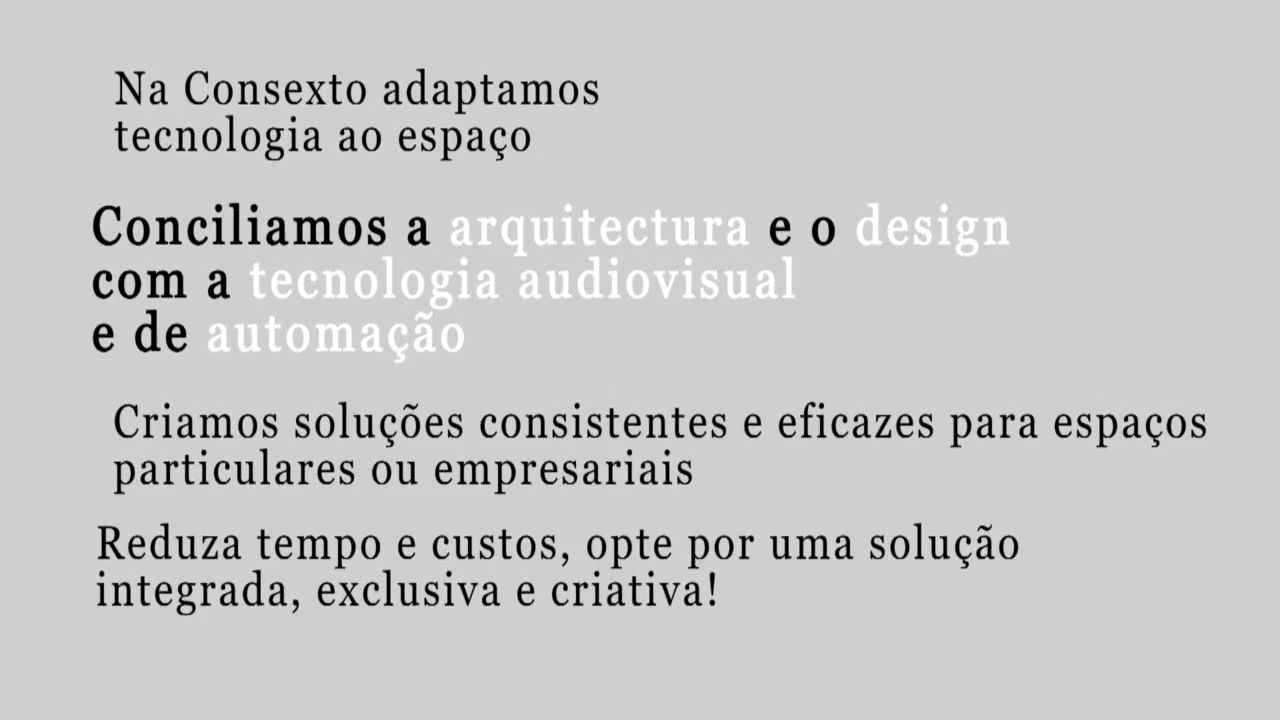 Na Consexto adaptamos
tecnologia ao espaço
Conciliamos a arquitectura e o design
com a tecnologia audiovisual
e de automação
Criamos soluções consistentes e eficazes para espaços
particulares ou empresariais
Reduza tempo e custos, opte por uma solução
integrada, exclusiva e criativa!